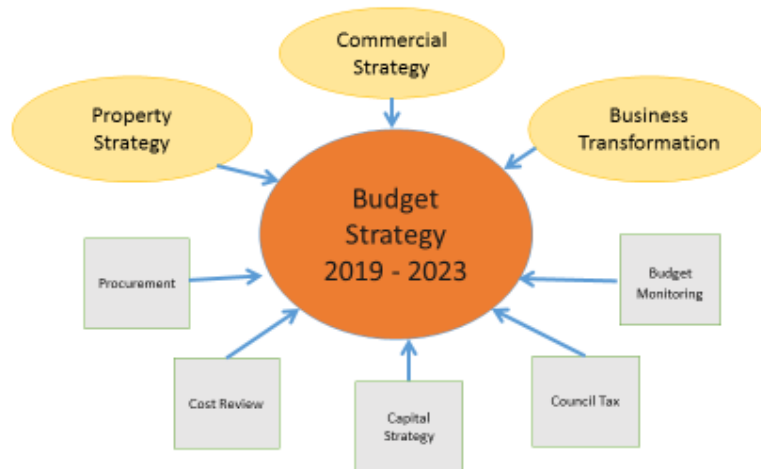 Commercial
Strategy
Property
Strategy
Business
Transformation
Budget
Strategy
2019 - 2023
Procurement
Budget
Monitoring
Cost Review
Capital
Strategy
Council Tax